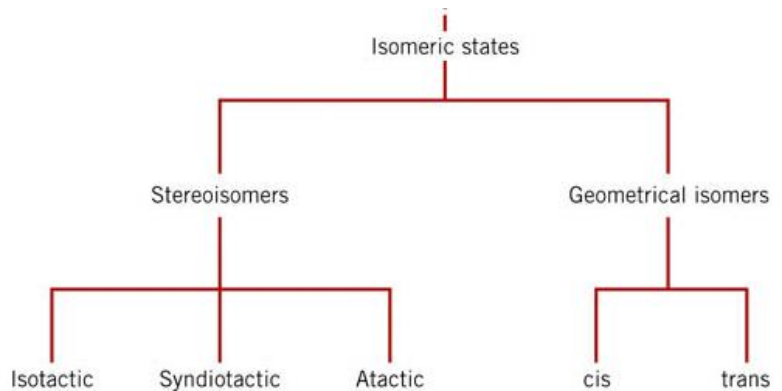 Isomeric states
Stereoisomers
Geometrical isomers
Isotactic
Syndiotactic
Atactic
cis
trans